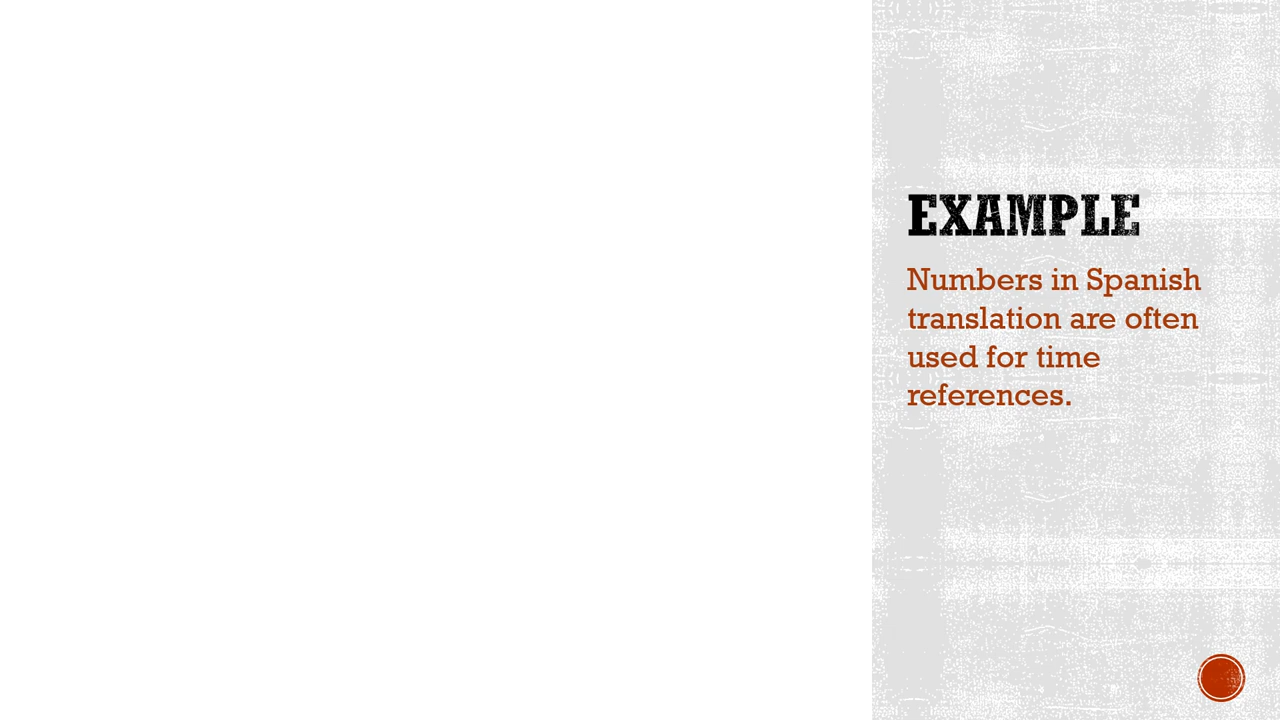 EXAMPLE
Numbers in Spanish
translation are often
used for time
references.